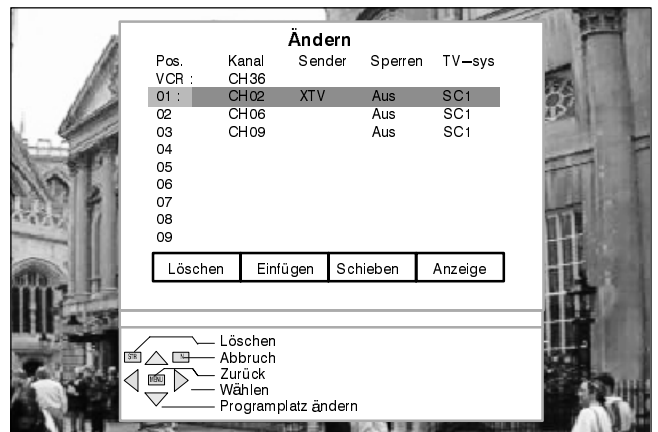 Ändern
Pos. Kanal Sender Sperren TV–sys
VCR : CH36
01 : CH02 XTV Aus SC1
02 CH06 Aus SC1
03 CH09 Aus SC1
04
05
06
07
08
09
Löschen Einfügen Schieben Anzeige
Löschen
STR N Abbruch
MENU Zurück
Wählen
Programplatz ändern